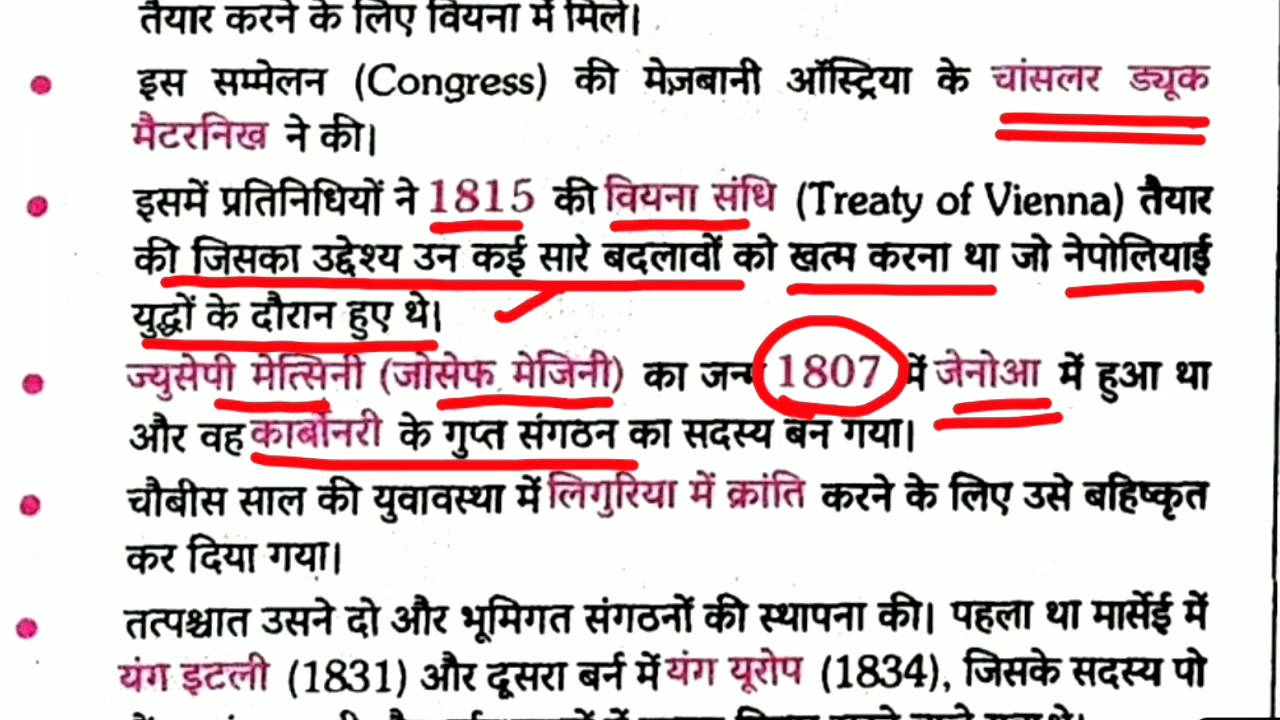 तैयार करने के लिए वियना में मिले।
इस सम्मेलन (Congress) की मेज़बानी ऑस्ट्रिया के चांसलर ड्यूक
मैटरनिख ने की।
इसमें प्रतिनिधियों ने 1815 की वियना संधि (Treaty of Vienna) तैयार
की जिसका उद्देश्य उन कई सारे बदलावों को खत्म करना था जो नेपोलियाई
युद्धों के दौरान हुए थे।
ज्युसेपी मेत्सिनी (जोसेफ मेजिनी) का जन्म 1807 में जेनोआ में हुआ था
और वह कार्बोनरी के गुप्त संगठन का सदस्य बन गया।
चौबीस साल की युवावस्था में लिगुरिया में क्रांति करने के लिए उसे बहिष्कृत
कर दिया गया।
तत्पश्चात उसने दो और भूमिगत संगठनों की स्थापना की। पहला था मार्सेई में
यंग इटली (1831) और दूसरा बर्न में यंग यूरोप (1834), जिसके सदस्य पो